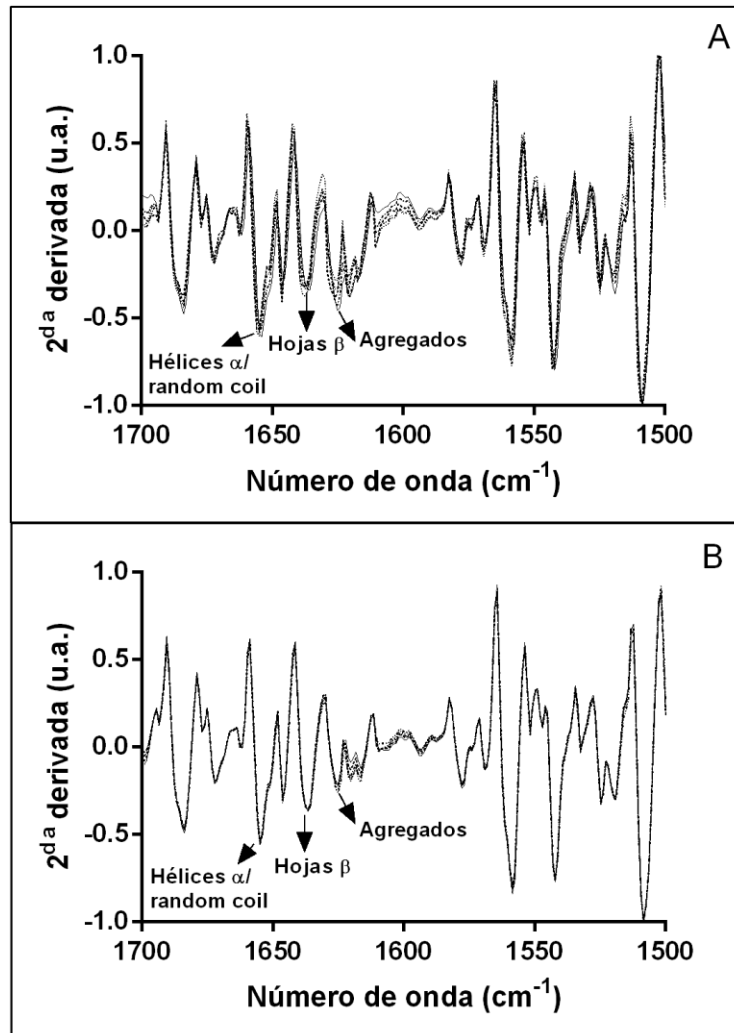 A
1.0
0.5
0.0
-0.5
-1.0
2ᵈᵃ derivada (u.a.)
Hélices α/
random coil
Hojas β
Agregados
1700 1650 1600 1550 1500
Número de onda (cm⁻¹)
B
1.0
0.5
0.0
-0.5
-1.0
2ᵈᵃ derivada (u.a.)
Agregados
Hojas β
Hélices α/
random coil
1700 1650 1600 1550 1500
Número de onda (cm⁻¹)